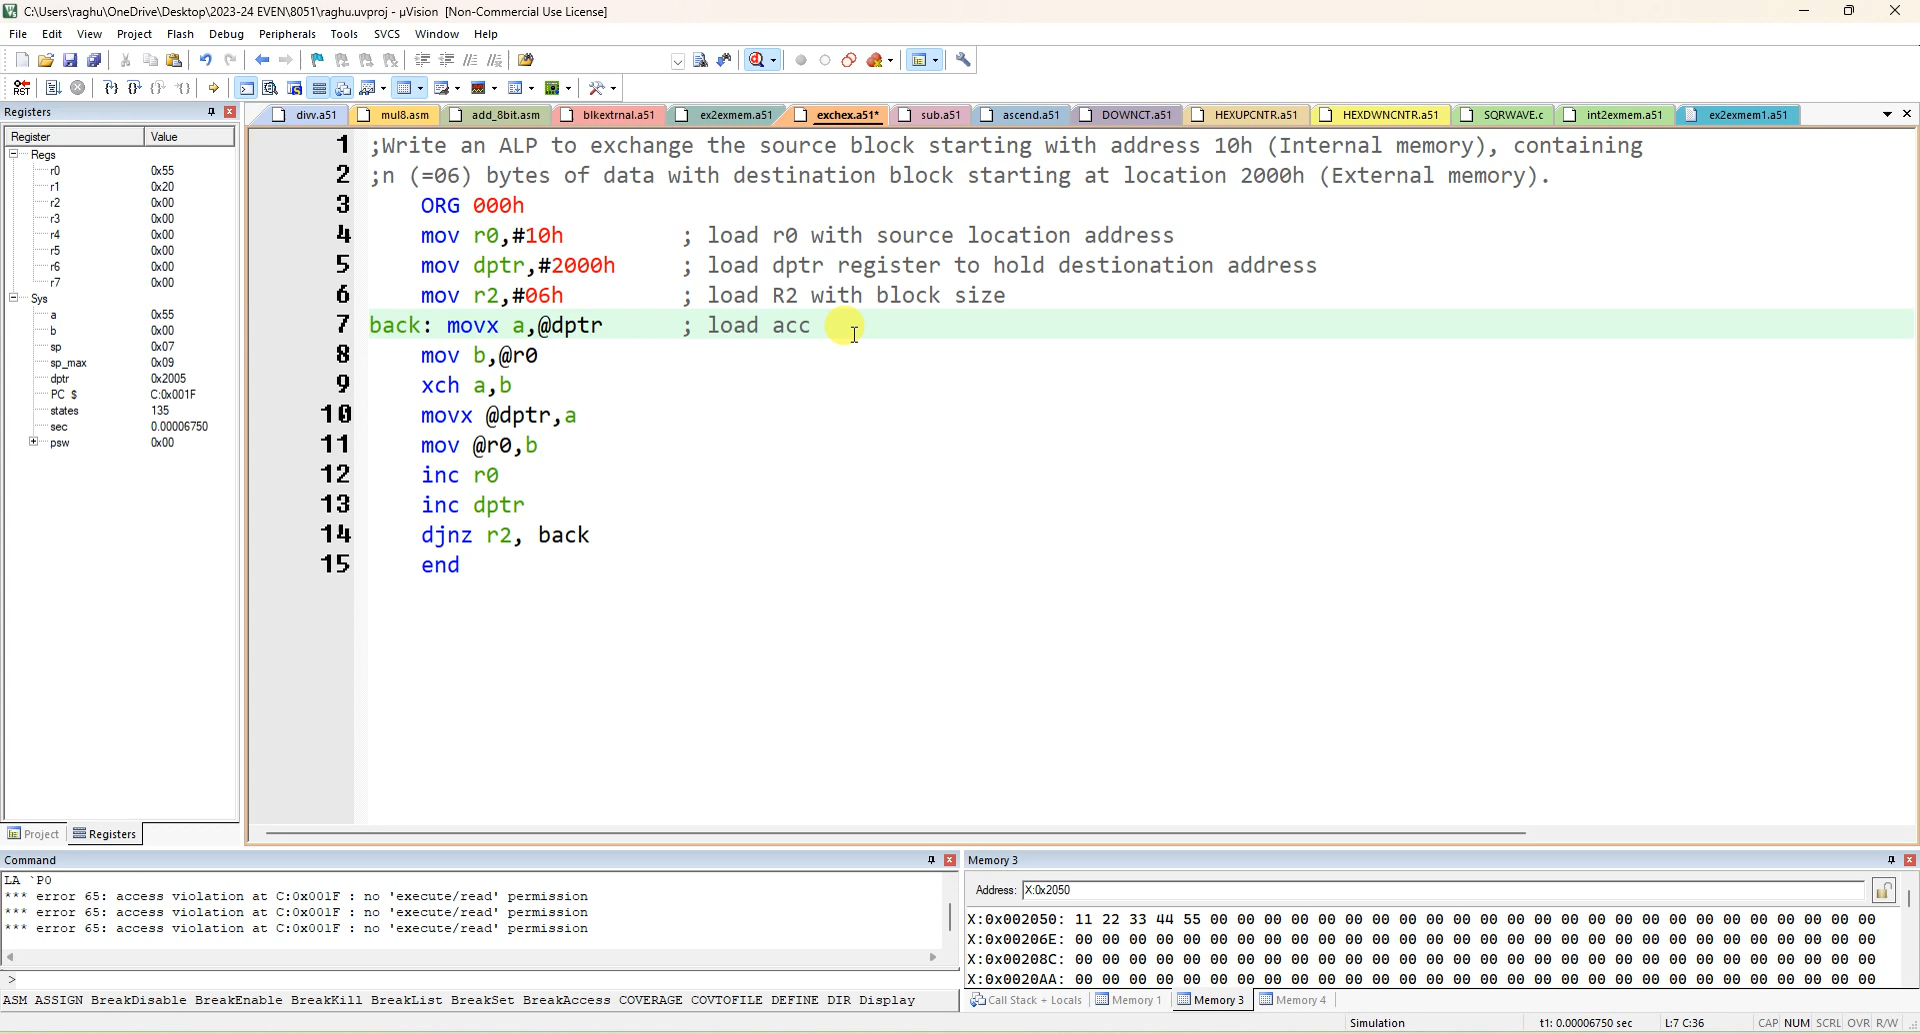 C:\Users\raghu\OneDrive\Desktop\2023-24 EVEN\8051\raghu.uvproj - µVision [Non-Commercial Use License]
File Edit View Project Flash Debug Peripherals Tools SVCS Window Help
RST
Registers
divv.a51 mul8.asm add_8bit.asm blkextrnal.a51 ex2exmem.a51 exchex.a51* sub.a51 ascend.a51 DOWNCT.a51 HEXUPCNTR.a51 HEXDWNCNTR.a51 SQRWAVE.c int2exmem.a51 ex2exmem1.a51
Register Value
Regs
r0 0x55
r1 0x20
r2 0x00
r3 0x00
r4 0x00
r5 0x00
r6 0x00
r7 0x00
Sys
a 0x55
b 0x00
sp 0x07
sp_max 0x09
dptr 0x2005
PC $ C:0x001F
states 135
sec 0.00006750
psw 0x00
Project Registers
1 ;Write an ALP to exchange the source block starting with address 10h (Internal memory), containing
2 ;n (=06) bytes of data with destination block starting at location 2000h (External memory).
3 ORG 000h
4 mov r0,#10h ; load r0 with source location address
5 mov dptr,#2000h ; load dptr register to hold destionation address
6 mov r2,#06h ; load R2 with block size
7 back: movx a,@dptr ; load acc
8 mov b,@r0
9 xch a,b
10 movx @dptr,a
11 mov @r0,b
12 inc r0
13 inc dptr
14 djnz r2, back
15 end
Command
LA `P0
*** error 65: access violation at C:0x001F : no 'execute/read' permission
*** error 65: access violation at C:0x001F : no 'execute/read' permission
*** error 65: access violation at C:0x001F : no 'execute/read' permission
>
ASM ASSIGN BreakDisable BreakEnable BreakKill BreakList BreakSet BreakAccess COVERAGE COVTOFILE DEFINE DIR Display
Memory 3
Address: X:0x2050
X:0x002050: 11 22 33 44 55 00 00 00 00 00 00 00 00 00 00 00 00 00 00 00 00 00 00 00 00 00 00 00 00 00
X:0x00206E: 00 00 00 00 00 00 00 00 00 00 00 00 00 00 00 00 00 00 00 00 00 00 00 00 00 00 00 00 00 00
X:0x00208C: 00 00 00 00 00 00 00 00 00 00 00 00 00 00 00 00 00 00 00 00 00 00 00 00 00 00 00 00 00 00
X:0x0020AA: 00 00 00 00 00 00 00 00 00 00 00 00 00 00 00 00 00 00 00 00 00 00 00 00 00 00 00 00 00 00
Call Stack + Locals Memory 1 Memory 3 Memory 4
Simulation t1: 0.00006750 sec L:7 C:36 CAP NUM SCRL OVR R/W